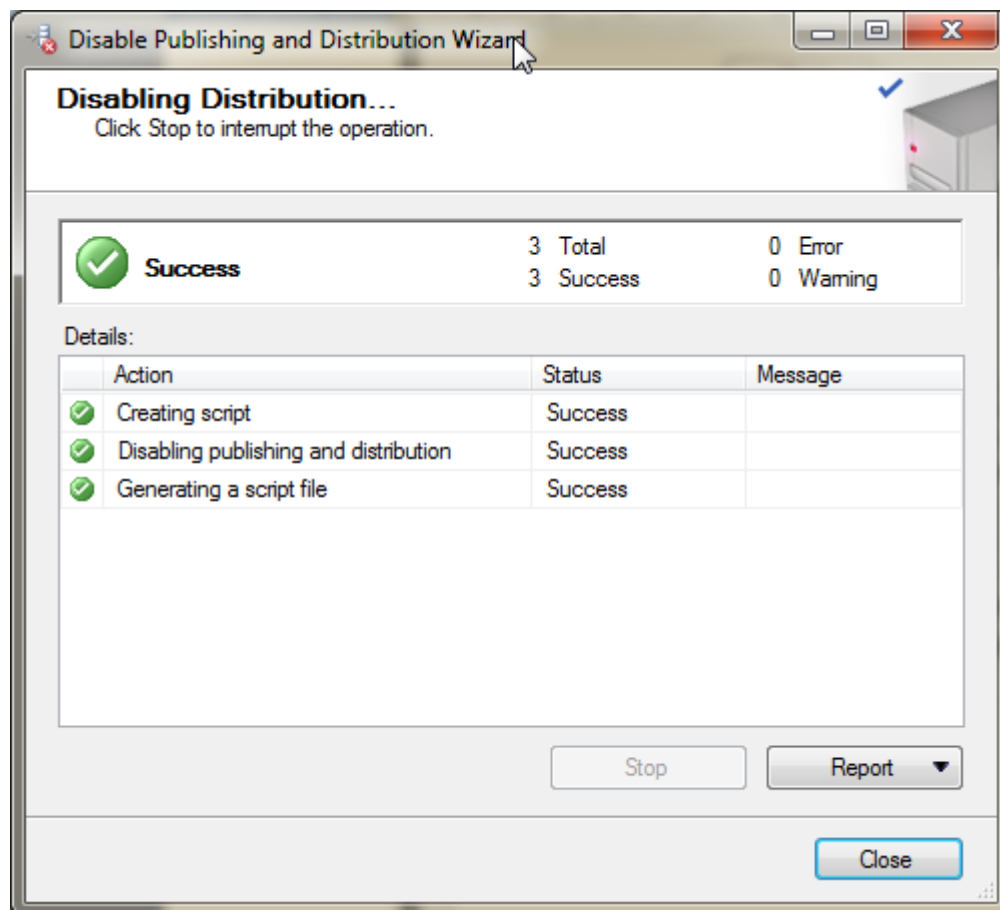 Disable Publishing and Distribution Wizard
Disabling Distribution...
Click Stop to interrupt the operation.
Success
3 Total
0 Error
3 Success
0 Warning
Details:
Action Status Message
Creating script Success
Disabling publishing and distribution Success
Generating a script file Success
Stop Report
Close